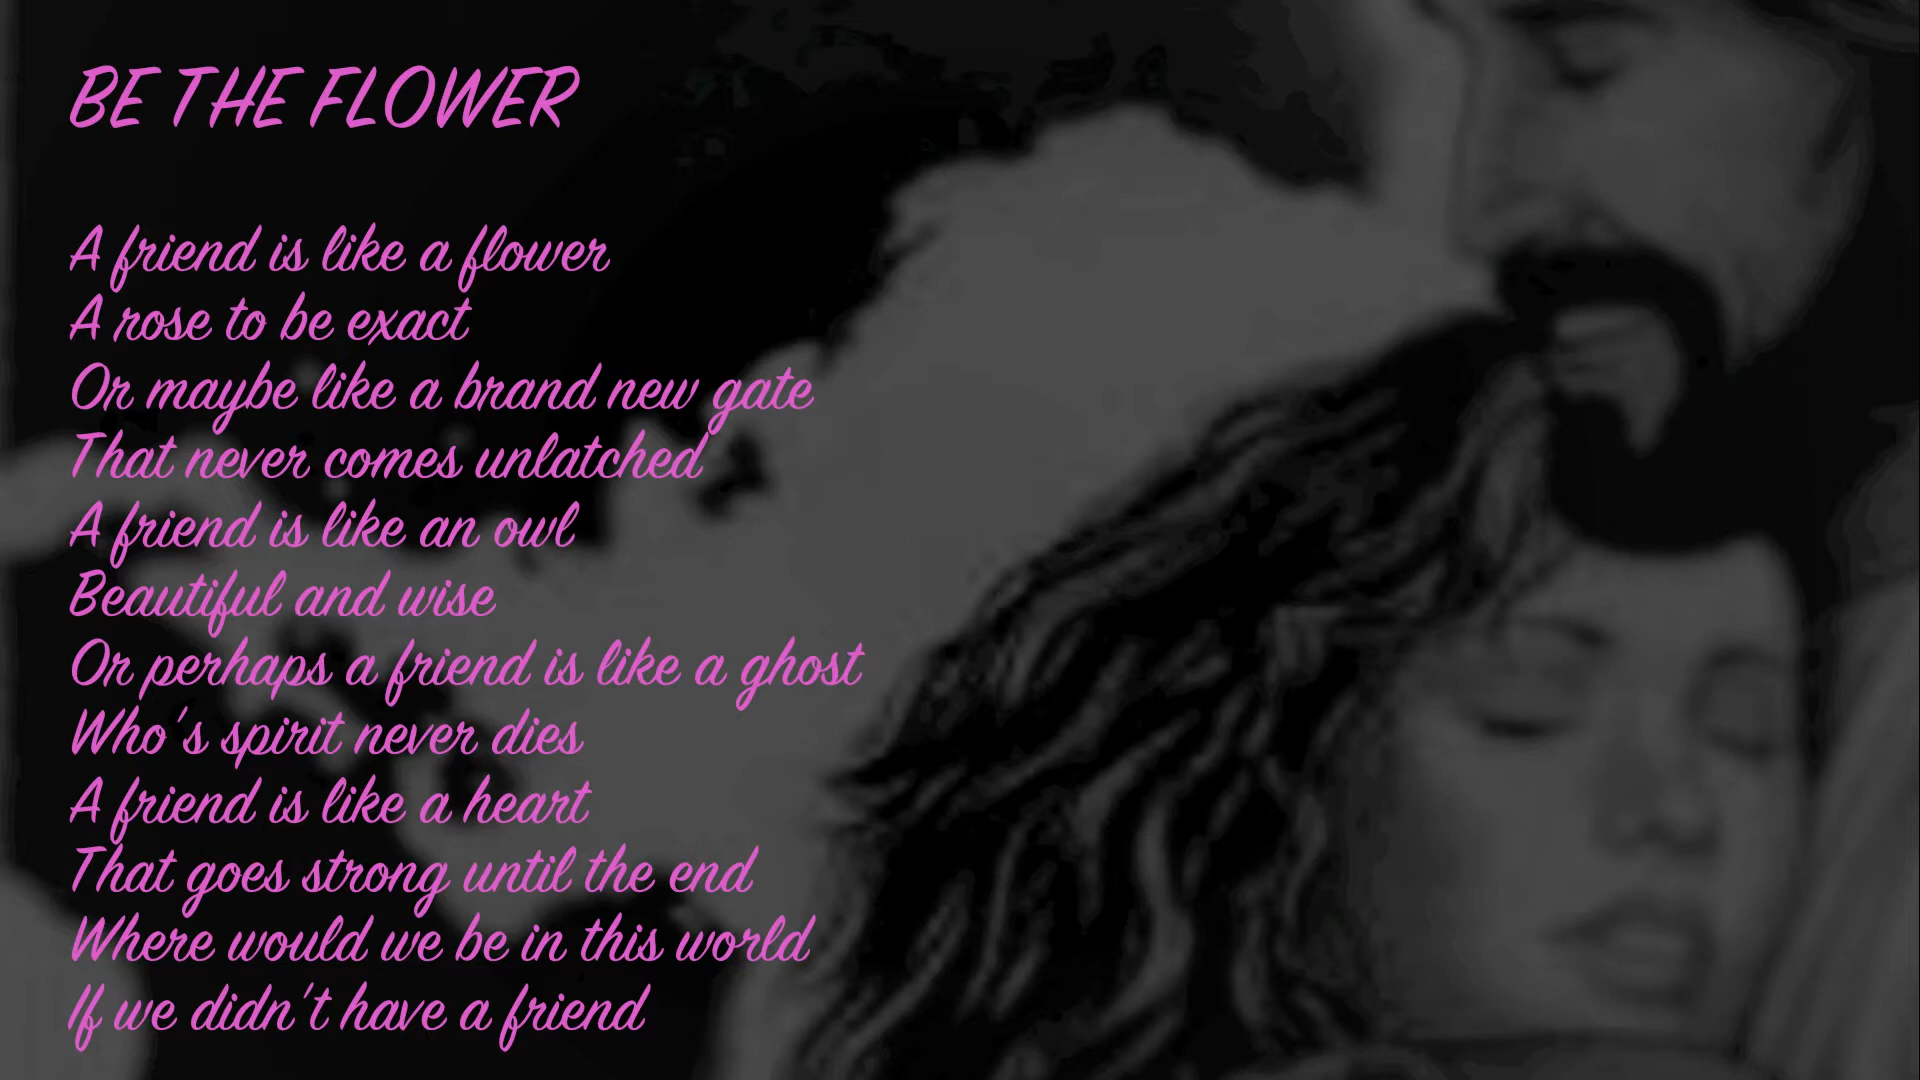 BE THE FLOWER
A friend is like a flower
A rose to be exact
Or maybe like a brand new gate
That never comes unlatched
A friend is like an owl
Beautiful and wise
Or perhaps a friend is like a ghost
Who's spirit never dies
A friend is like a heart
That goes strong until the end
Where would we be in this world
If we didn't have a friend